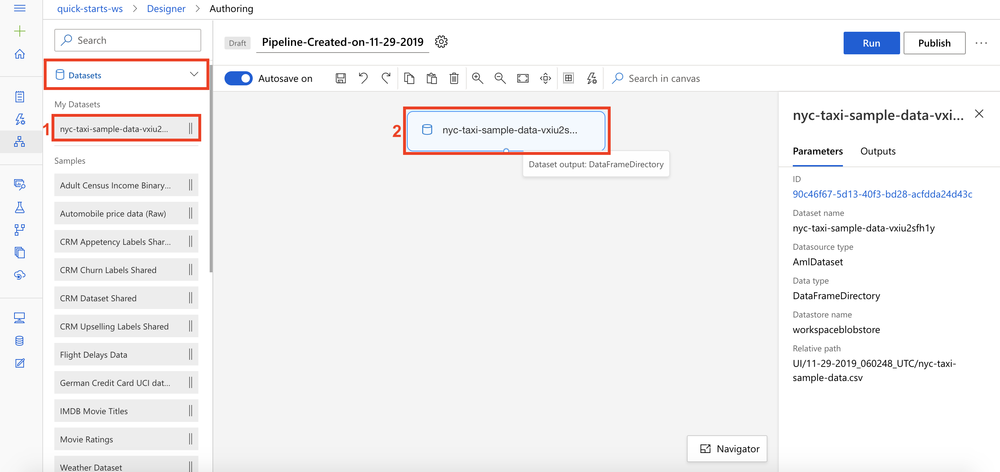 quick-starts-ws > Designer > Authoring
Search
Datasets
My Datasets
1
nyc-taxi-sample-data-vxiu2...
Samples
Adult Census Income Binary...
Automobile price data (Raw)
CRM Appetency Labels Shar...
CRM Churn Labels Shared
CRM Dataset Shared
CRM Upselling Labels Shared
Flight Delays Data
German Credit Card UCI dat...
IMDB Movie Titles
Movie Ratings
Weather Dataset
Draft
Pipeline-Created-on-11-29-2019
Run
Publish
Autosave on
Search in canvas
2
nyc-taxi-sample-data-vxiu2s...
Dataset output: DataFrameDirectory
Navigator
nyc-taxi-sample-data-vxi...
Parameters
Outputs
ID
90c46f67-5d13-40f3-bd28-acfdda24d43c
Dataset name
nyc-taxi-sample-data-vxiu2sfh1y
Datasource type
AmlDataset
Data type
DataFrameDirectory
Datastore name
workspaceblobstore
Relative path
UI/11-29-2019_060248_UTC/nyc-taxi-
sample-data.csv